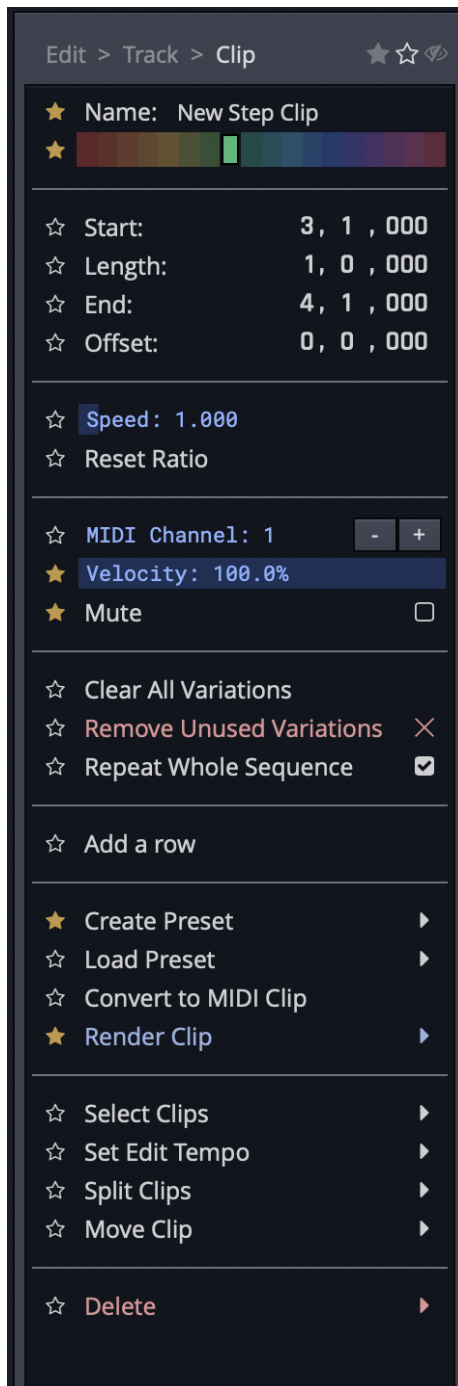 Edit > Track > Clip
Name: New Step Clip
Start: 3, 1, 000
Length: 1, 0, 000
End: 4, 1, 000
Offset: 0, 0, 000
Speed: 1.000
Reset Ratio
MIDI Channel: 1 - +
Velocity: 100.0%
Mute
Clear All Variations
Remove Unused Variations
Repeat Whole Sequence
Add a row
Create Preset
Load Preset
Convert to MIDI Clip
Render Clip
Select Clips
Set Edit Tempo
Split Clips
Move Clip
Delete